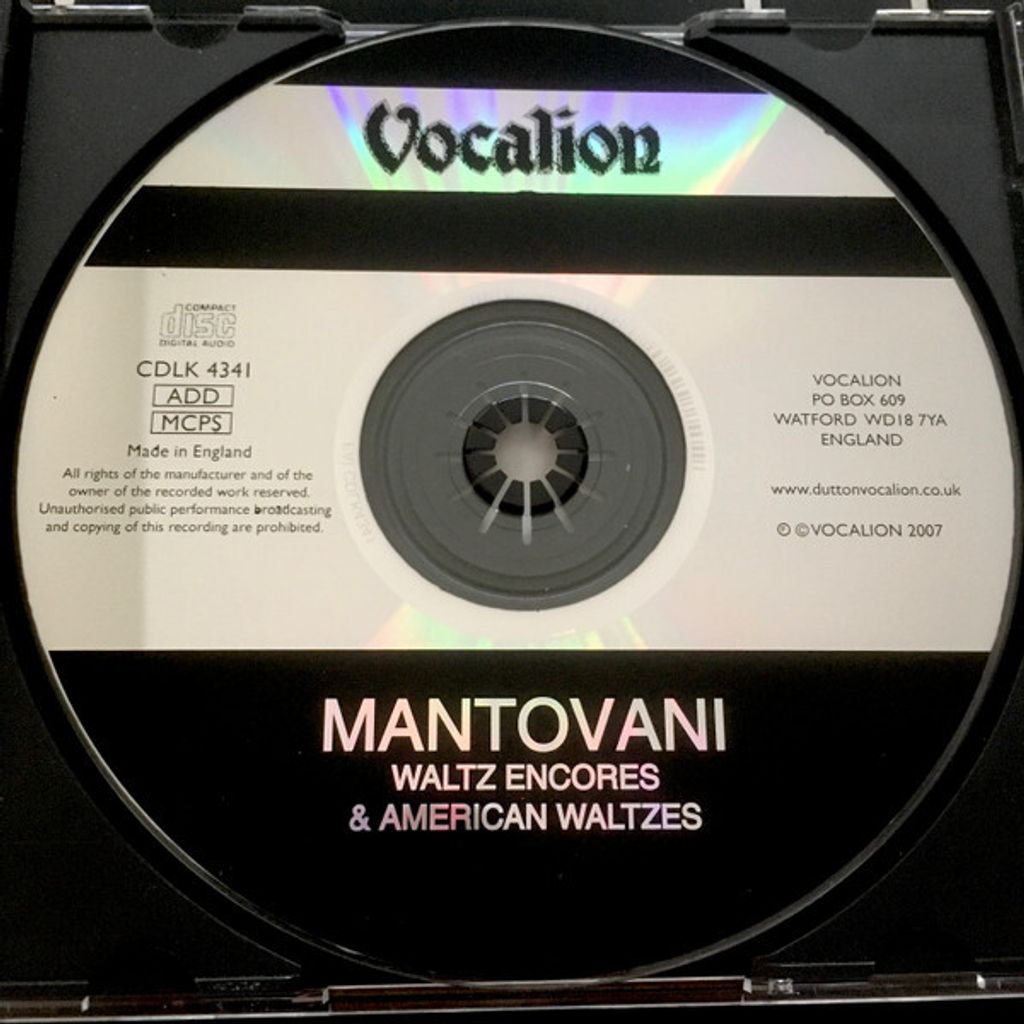 Vocalion
COMPACT
disc
DIGITAL AUDIO
CDLK 4341
ADD
MCPS
Made in England
All rights of the manufacturer and of the
owner of the recorded work reserved.
Unauthorised public performance broadcasting
and copying of this recording are prohibited.
VOCALION
PO BOX 609
WATFORD WD18 7YA
ENGLAND
www.duttonvocalion.co.uk
℗ ©VOCALION 2007
MANTOVANI
WALTZ ENCORES
& AMERICAN WALTZES